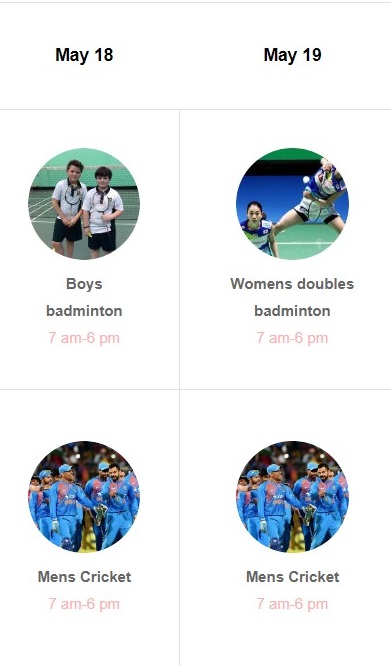 May 18
May 19
Boys
badminton
7 am-6 pm
Womens doubles
badminton
7 am-6 pm
Mens Cricket
7 am-6 pm
Mens Cricket
7 am-6 pm